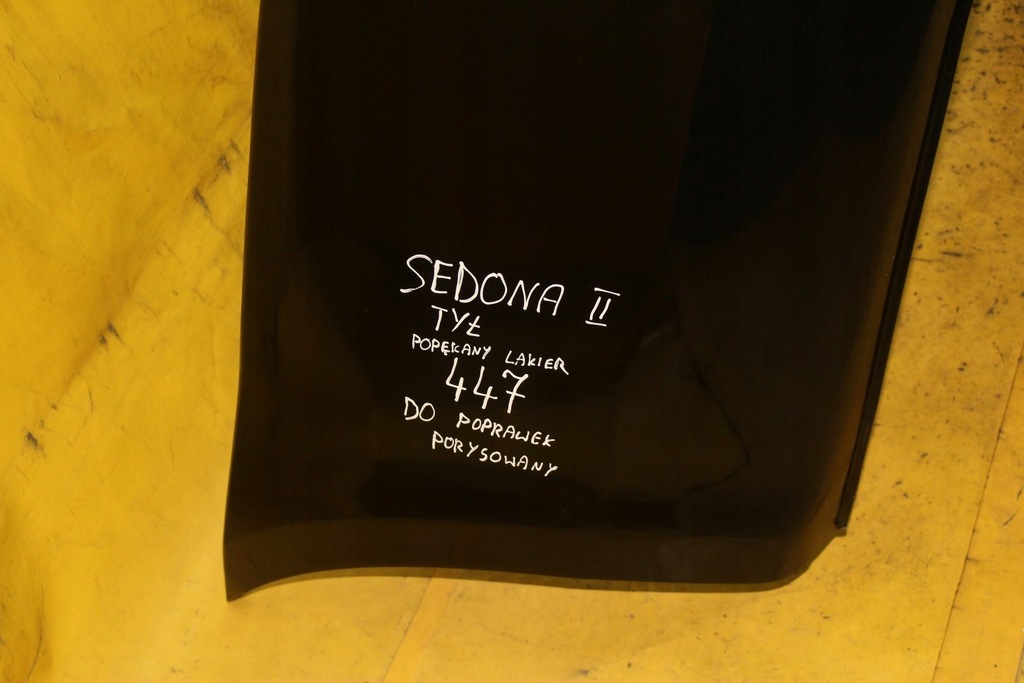 SEDONA II
TYŁ
POPĘKANY LAKIER
447
DO POPRAWEK
PORYSOWANY